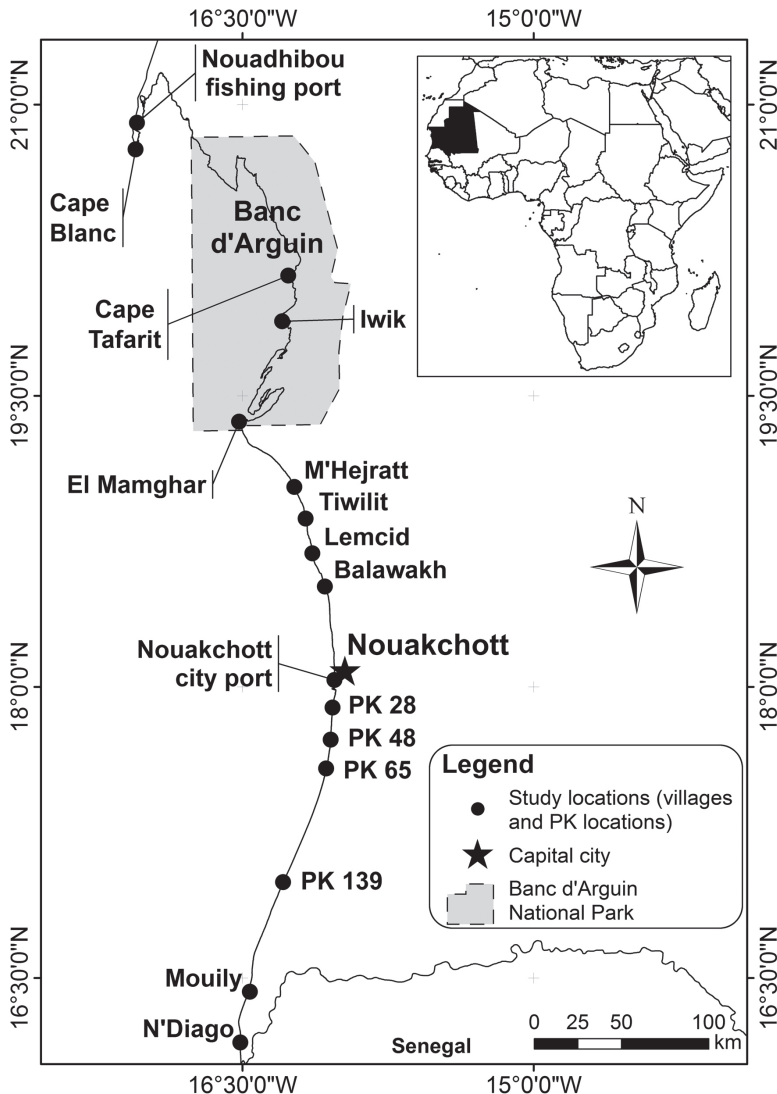 16°30'0"W
15°0'0"W
Nouadhibou
fishing port
21°0'0"N
21°0'0"N
Cape
Blanc
Banc
d'Arguin
Cape
Tafarit
Iwik
19°30'0"N
19°30'0"N
El Mamghar
M'Hejratt
Tiwilit
Lemcid
Balawakh
N
Nouakchott
city port
Nouakchott
18°0'0"N
18°0'0"N
PK 28
PK 48
PK 65
PK 139
Legend
Study locations (villages
and PK locations)
Capital city
Banc d'Arguin
National Park
16°30'0"N
16°30'0"N
Mouily
N'Diago
Senegal
0 25 50 100
km
16°30'0"W
15°0'0"W